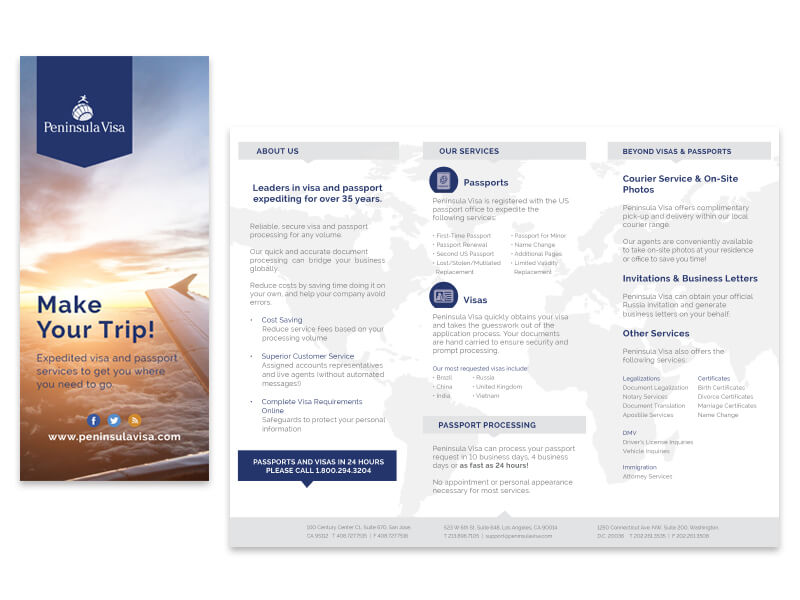 Peninsula Visa
Make
Your Trip!
Expedited visa and passport
services to get you where
you need to go.
www.peninsulavisa.com
ABOUT US
Leaders in visa and passport
expediting for over 35 years.
Reliable, secure visa and passport
processing for any volume.
Our quick and accurate document
processing can bridge your business
globally.
Reduce costs by saving time doing it on
your own, and help your company avoid
errors:
• Cost Saving
Reduce service fees based on your
processing volume
• Superior Customer Service
Assigned accounts representatives
and live agents (without automated
messages!)
• Complete Visa Requirements
Online
Safeguards to protect your personal
information
PASSPORTS AND VISAS IN 24 HOURS
PLEASE CALL 1.800.294.3204
OUR SERVICES
Passports
Peninsula Visa is registered with the US
passport office to expedite the
following services:
• First-Time Passport
• Passport Renewal
• Second US Passport
• Lost/Stolen/Mutilated
Replacement
• Passport for Minor
• Name Change
• Additional Pages
• Limited Validity
Replacement
Visas
Peninsula Visa quickly obtains your visa
and takes the guesswork out of the
application process. Your documents
are hand carried to ensure security and
prompt processing.
Our most requested visas include:
• Brazil
• China
• India
• Russia
• United Kingdom
• Vietnam
PASSPORT PROCESSING
Peninsula Visa can process your passport
request in 10 business days, 4 business
days or as fast as 24 hours!
No appointment or personal appearance
necessary for most services.
BEYOND VISAS & PASSPORTS
Courier Service & On-Site
Photos
Peninsula Visa offers complimentary
pick-up and delivery within our local
courier range.
Our agents are conveniently available
to take on-site photos at your residence
or office to save you time!
Invitations & Business Letters
Peninsula Visa can obtain your official
Russia invitation and generate
business letters on your behalf.
Other Services
Peninsula Visa also offers the
following services:
Legalizations
Document Legalization
Notary Services
Document Translation
Apostille Services
Certificates
Birth Certificates
Divorce Certificates
Marriage Certificates
Name Change
DMV
Driver's License Inquiries
Vehicle Inquiries
Immigration
Attorney Services
100 Century Center Ct., Suite 670, San Jose,
CA 95112 T 408.727.7535 | F 408.727.7536
523 W 6th St, Suite 648, Los Angeles, CA 90014
T 213.896.7105 | support@peninsulavisa.com
1250 Connecticut Ave, NW, Suite 200, Washington,
D.C. 20036 T 202.261.3535 | F 202.261.3508